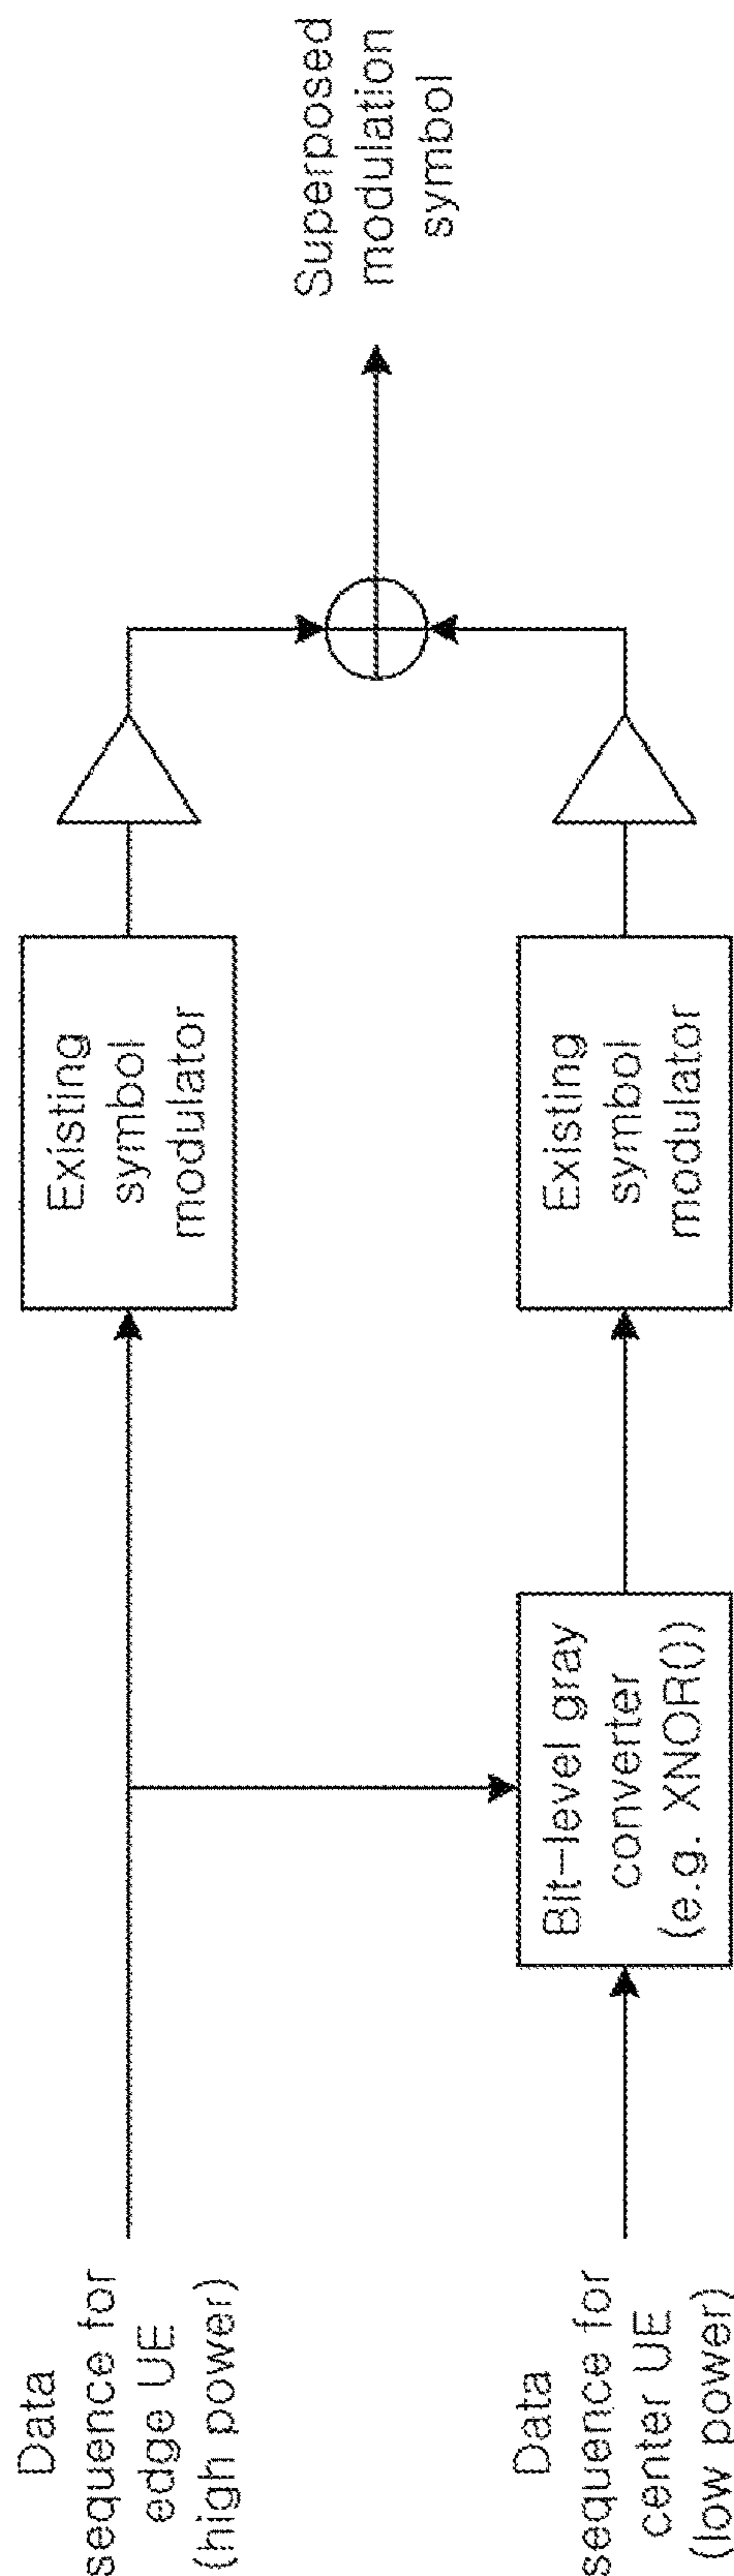 Data
sequence for
edge UE
(high power)
Existing
symbol
modulator
Superposed
modulation
symbol
Data
sequence for
center UE
(low power)
Bit-level gray
converter
(e.g. XNOR())
Existing
symbol
modulator